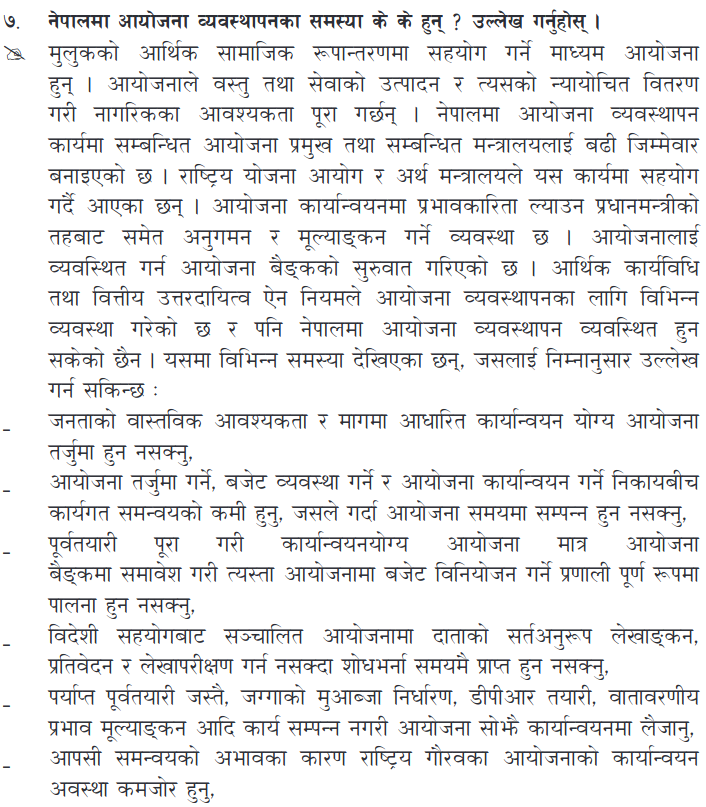 ७. नेपालमा आयोजना व्यवस्थापनका समस्या के के हुन् ? उल्लेख गर्नुहोस् ।
मुलुकको आर्थिक सामाजिक रूपान्तरणमा सहयोग गर्ने माध्यम आयोजना
हुन् । आयोजनाले वस्तु तथा सेवाको उत्पादन र त्यसको न्यायोचित वितरण
गरी नागरिकका आवश्यकता पूरा गर्छन् । नेपालमा आयोजना व्यवस्थापन
कार्यमा सम्बन्धित आयोजना प्रमुख तथा सम्बन्धित मन्त्रालयलाई बढी जिम्मेवार
बनाइएको छ । राष्ट्रिय योजना आयोग र अर्थ मन्त्रालयले यस कार्यमा सहयोग
गर्दै आएका छन् । आयोजना कार्यान्वयनमा प्रभावकारिता ल्याउन प्रधानमन्त्रीको
तहबाट समेत अनुगमन र मूल्याङ्कन गर्ने व्यवस्था छ । आयोजनालाई
व्यवस्थित गर्न आयोजना बैङ्कको सुरुवात गरिएको छ । आर्थिक कार्यविधि
तथा वित्तीय उत्तरदायित्व ऐन नियमले आयोजना व्यवस्थापनका लागि विभिन्न
व्यवस्था गरेको छ र पनि नेपालमा आयोजना व्यवस्थापन व्यवस्थित हुन
सकेको छैन । यसमा विभिन्न समस्या देखिएका छन्, जसलाई निम्नानुसार उल्लेख
गर्न सकिन्छ :
- जनताको वास्तविक आवश्यकता र मागमा आधारित कार्यान्वयन योग्य आयोजना
तर्जुमा हुन नसक्नु,
- आयोजना तर्जुमा गर्ने, बजेट व्यवस्था गर्ने र आयोजना कार्यान्वयन गर्ने निकायबीच
कार्यगत समन्वयको कमी हुनु, जसले गर्दा आयोजना समयमा सम्पन्न हुन नसक्नु,
- पूर्वतयारी पूरा गरी कार्यान्वयनयोग्य आयोजना मात्र आयोजना
बैङ्कमा समावेश गरी त्यस्ता आयोजनामा बजेट विनियोजन गर्ने प्रणाली पूर्ण रूपमा
पालना हुन नसक्नु,
- विदेशी सहयोगबाट सञ्चालित आयोजनामा दाताको सर्तअनुरूप लेखाङ्कन,
प्रतिवेदन र लेखापरीक्षण गर्न नसक्दा शोधभर्ना समयमै प्राप्त हुन नसक्नु,
- पर्याप्त पूर्वतयारी जस्तै, जग्गाको मुआब्जा निर्धारण, डीपीआर तयारी, वातावरणीय
प्रभाव मूल्याङ्कन आदि कार्य सम्पन्न नगरी आयोजना सोझै कार्यान्वयनमा लैजानु,
- आपसी समन्वयको अभावका कारण राष्ट्रिय गौरवका आयोजनाको कार्यान्वयन
अवस्था कमजोर हुनु,